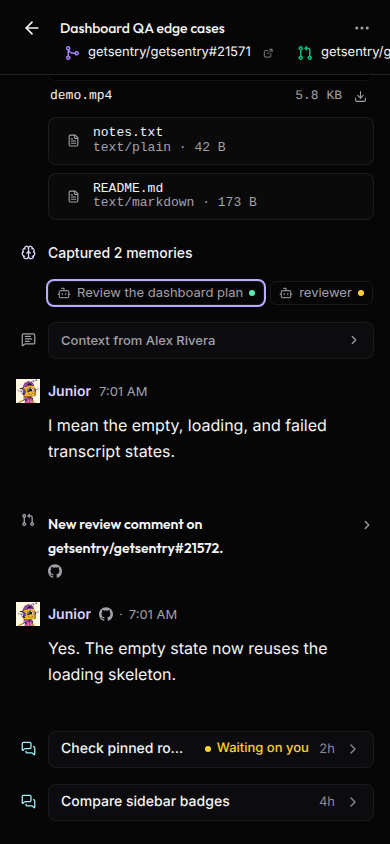 Dashboard QA edge cases
getsentry/getsentry#21571 getsentry/g
demo.mp4 5.8 KB
notes.txt
text/plain · 42 B
README.md
text/markdown · 173 B
Captured 2 memories
Review the dashboard plan reviewer
Context from Alex Rivera
Junior 7:01 AM
I mean the empty, loading, and failed
transcript states.
New review comment on
getsentry/getsentry#21572.
Junior · 7:01 AM
Yes. The empty state now reuses the
loading skeleton.
Check pinned ro... Waiting on you 2h
Compare sidebar badges 4h